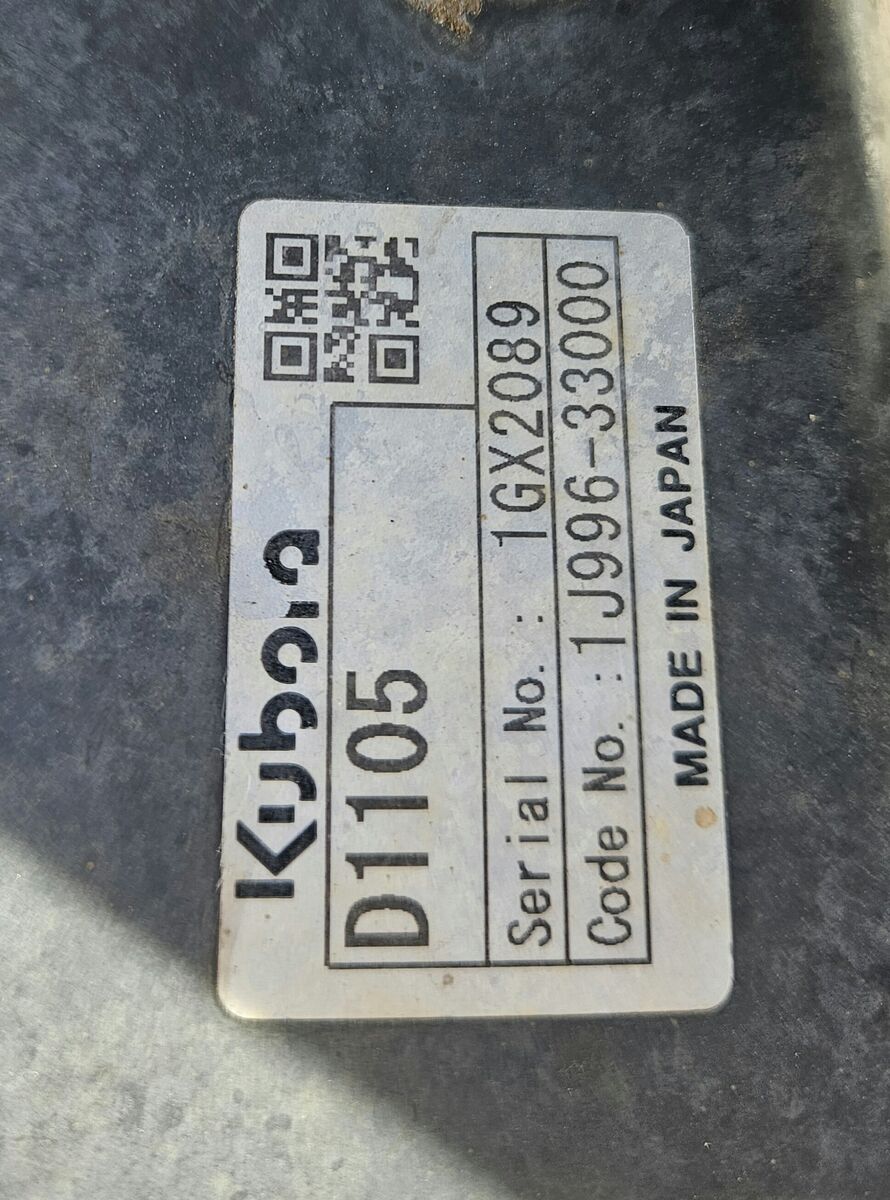 Kubota
D1105
Serial No. : 1GX2089
Code No. : 1J996-33000
MADE IN JAPAN